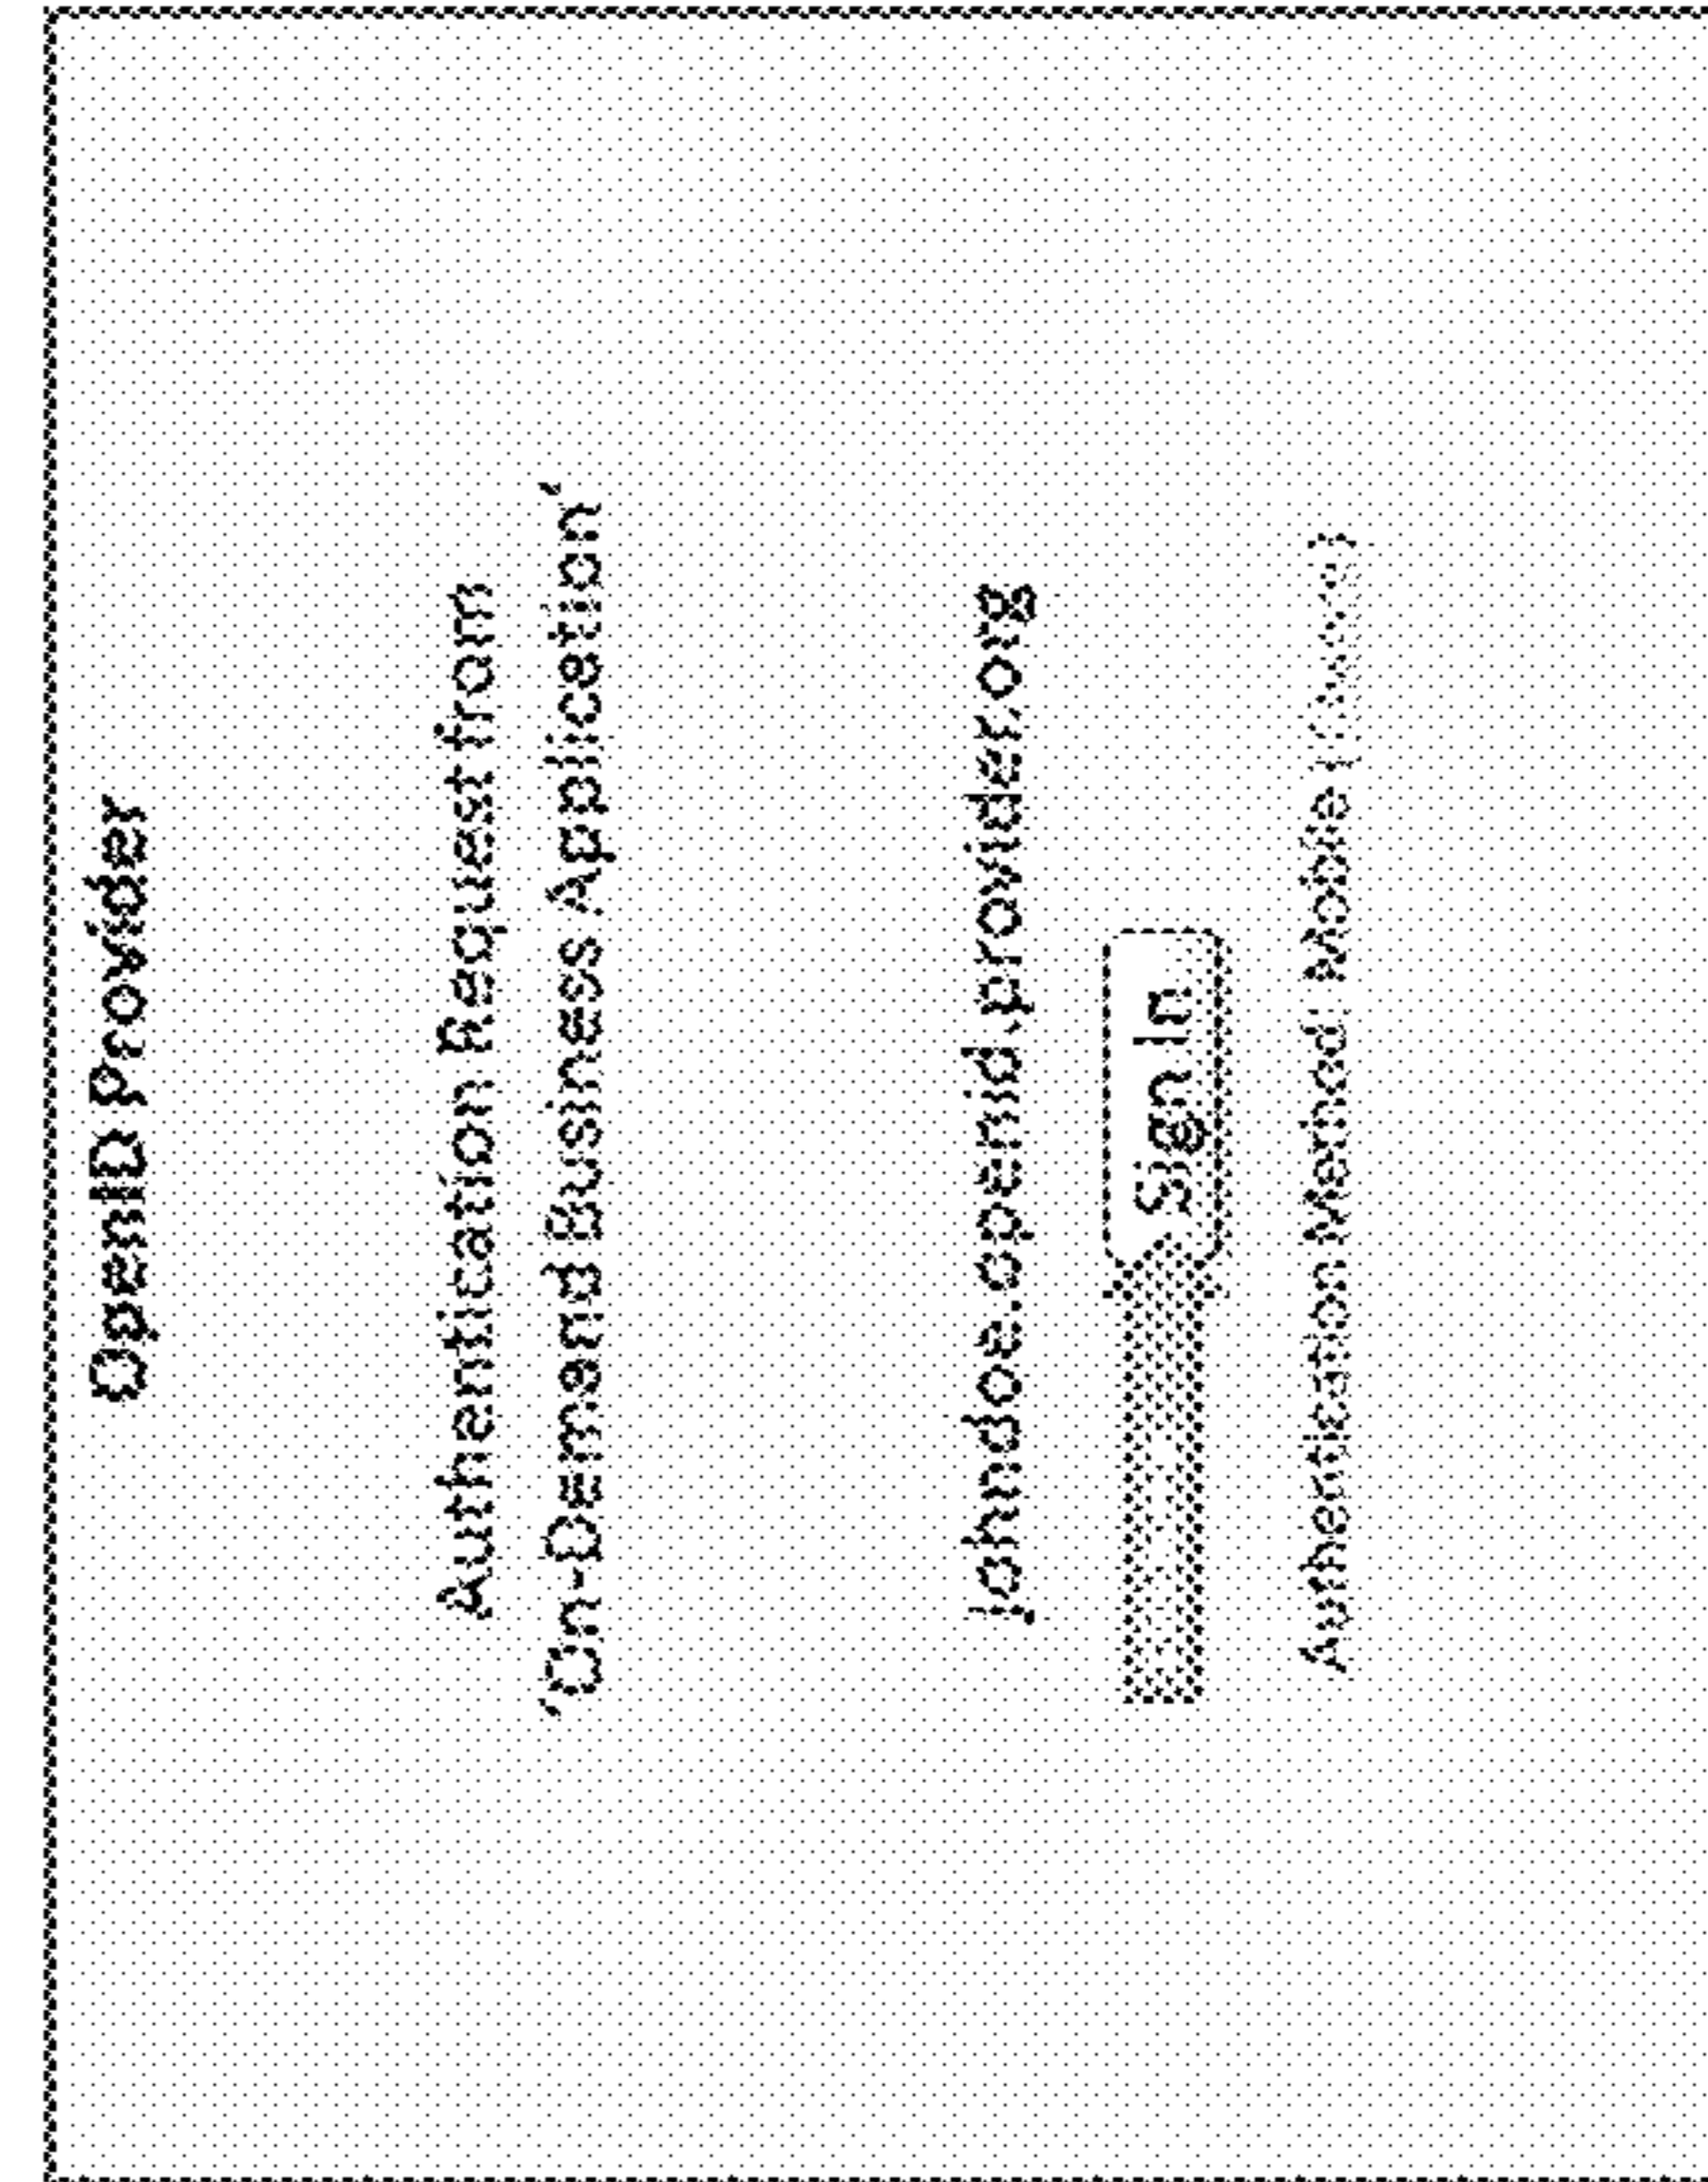 OpenID Provider
Authentication Request from
'On-Demand Business Application'
johndoe.openid.provider.org
Sign In
Authentication Method: Mobile